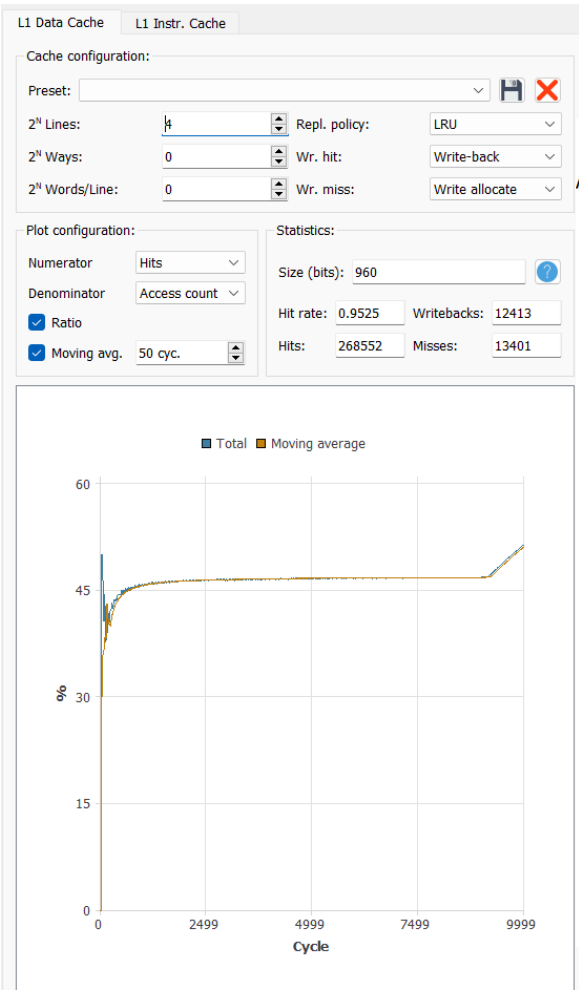 L1 Data Cache L1 Instr. Cache
Cache configuration:
Preset:
2ᴺ Lines: 4 Repl. policy: LRU
2ᴺ Ways: 0 Wr. hit: Write-back
2ᴺ Words/Line: 0 Wr. miss: Write allocate
Plot configuration:
Numerator Hits
Denominator Access count
Ratio
Moving avg. 50 cyc.
Statistics:
Size (bits): 960 ?
Hit rate: 0.9525 Writebacks: 12413
Hits: 268552 Misses: 13401
Total Moving average
60
45
30
15
0
%
0 2499 4999 7499 9999
Cycle